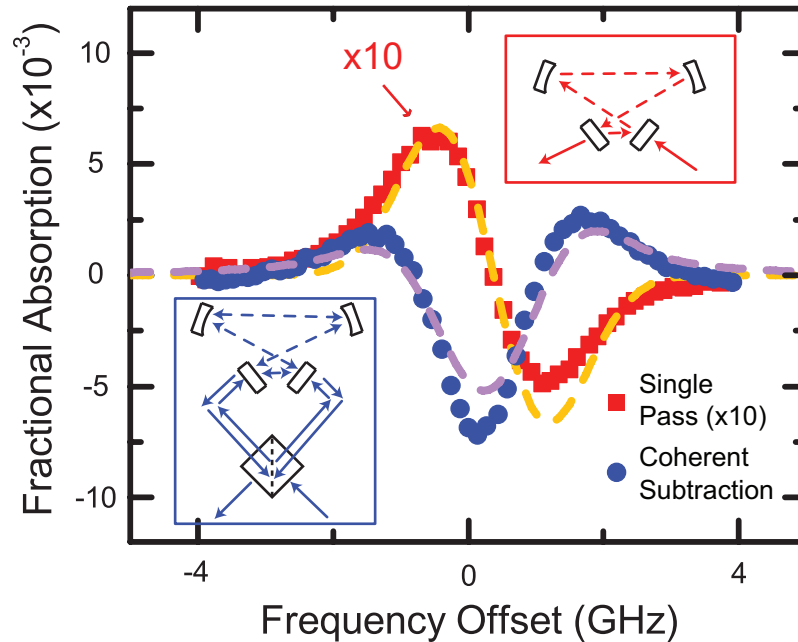 Fractional Absorption (x10⁻³)
10
5
0
-5
-10
x10
Single
Pass (x10)
Coherent
Subtraction
-4
0
4
Frequency Offset (GHz)